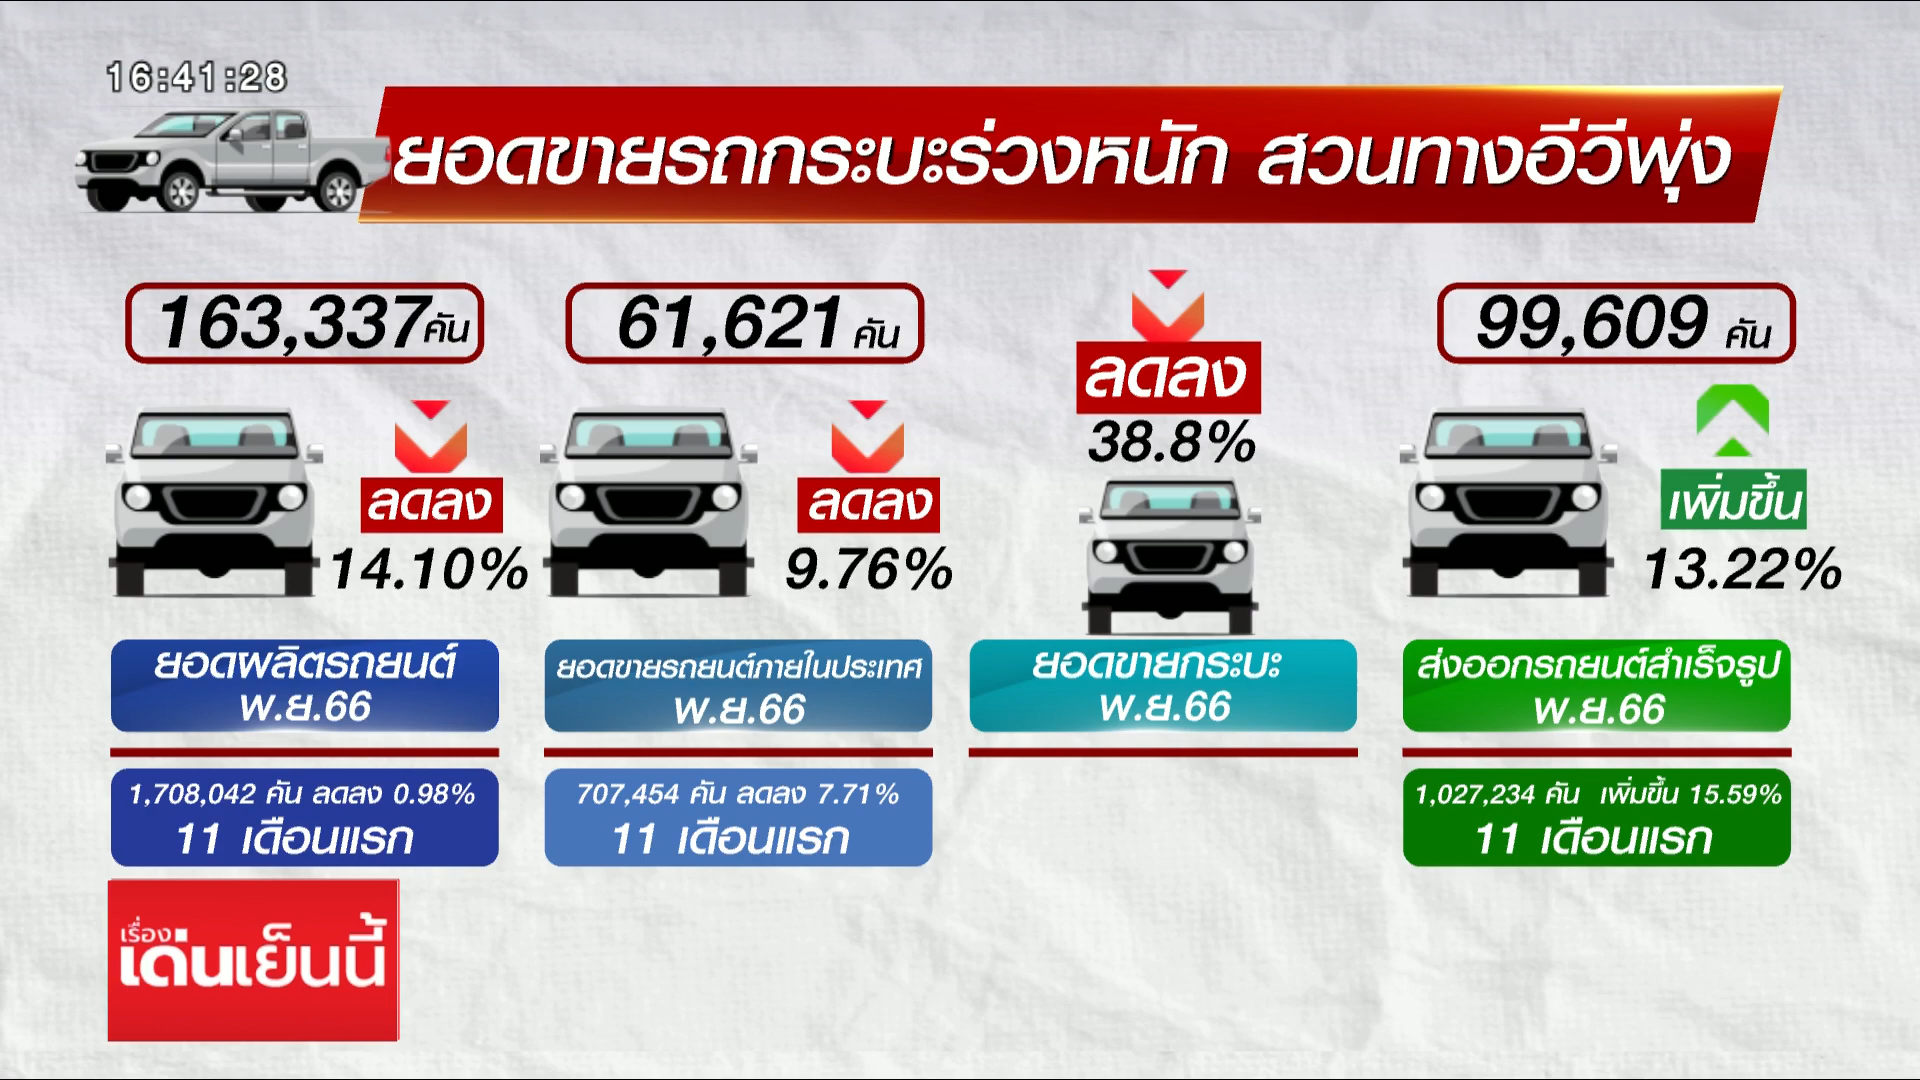 16:41:28
ยอดขายรถกระบะร่วงหนัก สวนทางอีวีพุ่ง
163,337 คัน
ลดลง
14.10%
ยอดผลิตรถยนต์
พ.ย.66
1,708,042 คัน ลดลง 0.98%
11 เดือนแรก
61,621 คัน
ลดลง
9.76%
ยอดขายรถยนต์ภายในประเทศ
พ.ย.66
707,454 คัน ลดลง 7.71%
11 เดือนแรก
ลดลง
38.8%
ยอดขายกระบะ
พ.ย.66
99,609 คัน
เพิ่มขึ้น
13.22%
ส่งออกรถยนต์สำเร็จรูป
พ.ย.66
1,027,234 คัน เพิ่มขึ้น 15.59%
11 เดือนแรก
เรื่อง
เด่นเย็นนี้